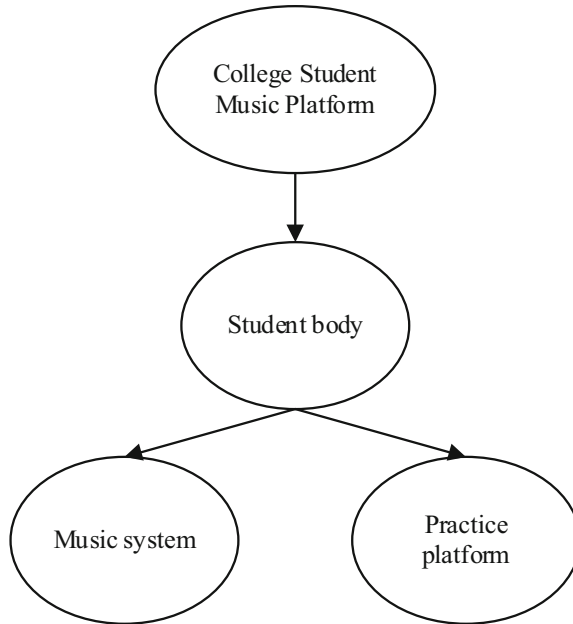 College Student
Music Platform
Student body
Music system
Practice
platform